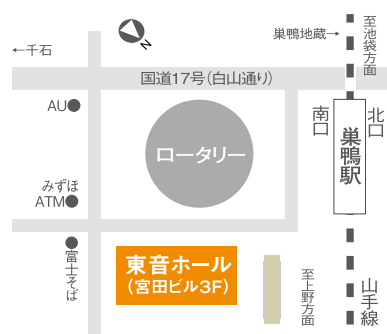 N
←千石
巣鴨地蔵→
至池袋方面
国道17号（白山通り）
AU
南口
北口
巣鴨駅
ロータリー
みずほ
ATM
富士そば
東音ホール
（宮田ビル3F）
至上野方面
山手線